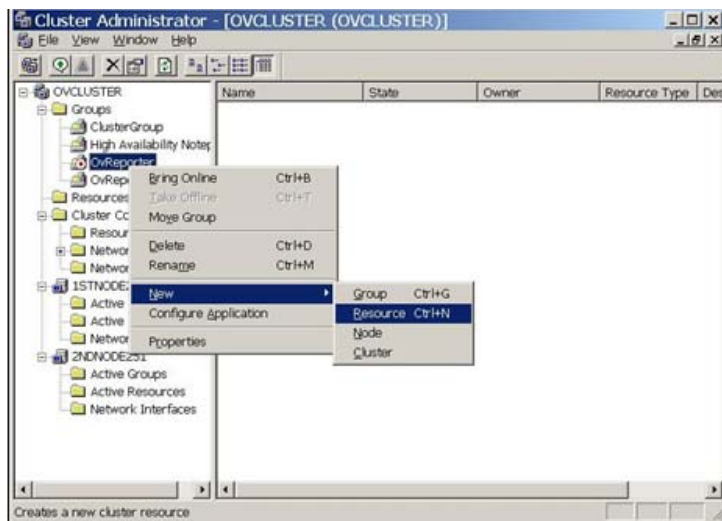 Cluster Administrator - [OVCLUSTER (OVCLUSTER)]
File View Window Help
OVCLUSTER
Groups
ClusterGroup
High Availability Notep
OvReporter
OvRepo
Resources
Cluster Co
Resour
Networ
Networ
1STNODE2
Active
Active
Networ
2NDNODE251
Active Groups
Active Resources
Network Interfaces
Name State Owner Resource Type Des
Bring Online Ctrl+B
Take Offline Ctrl+T
Move Group
Delete Ctrl+D
Rename Ctrl+M
New
Configure Application
Properties
Group Ctrl+G
Resource Ctrl+N
Node
Cluster
Creates a new cluster resource